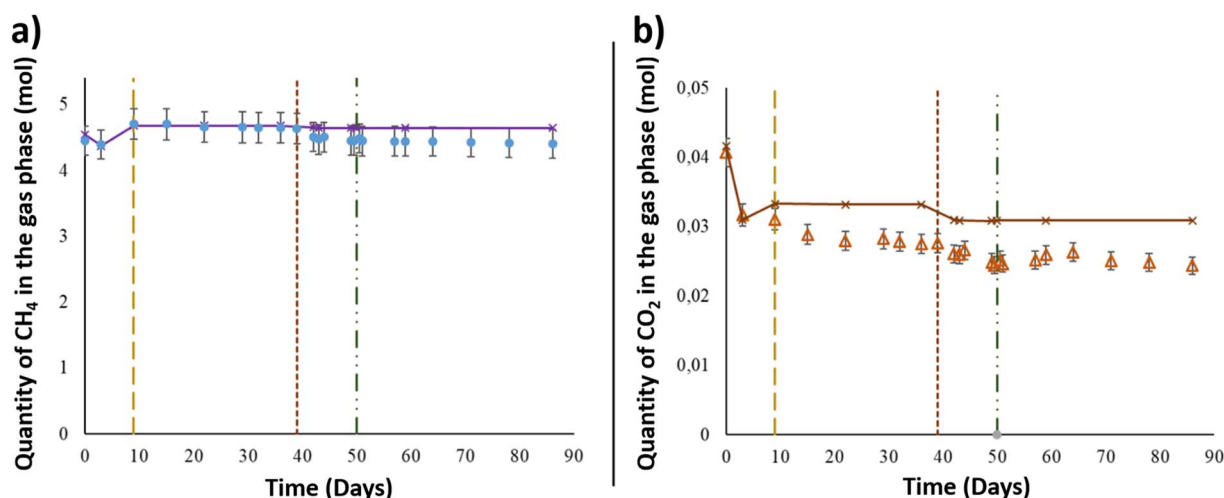 a)
Quantity of CH4 in the gas phase (mol)
5
4
3
2
1
0
0 10 20 30 40 50 60 70 80 90
Time (Days)
b)
Quantity of CO2 in the gas phase (mol)
0,05
0,04
0,03
0,02
0,01
0
0 10 20 30 40 50 60 70 80 90
Time (Days)